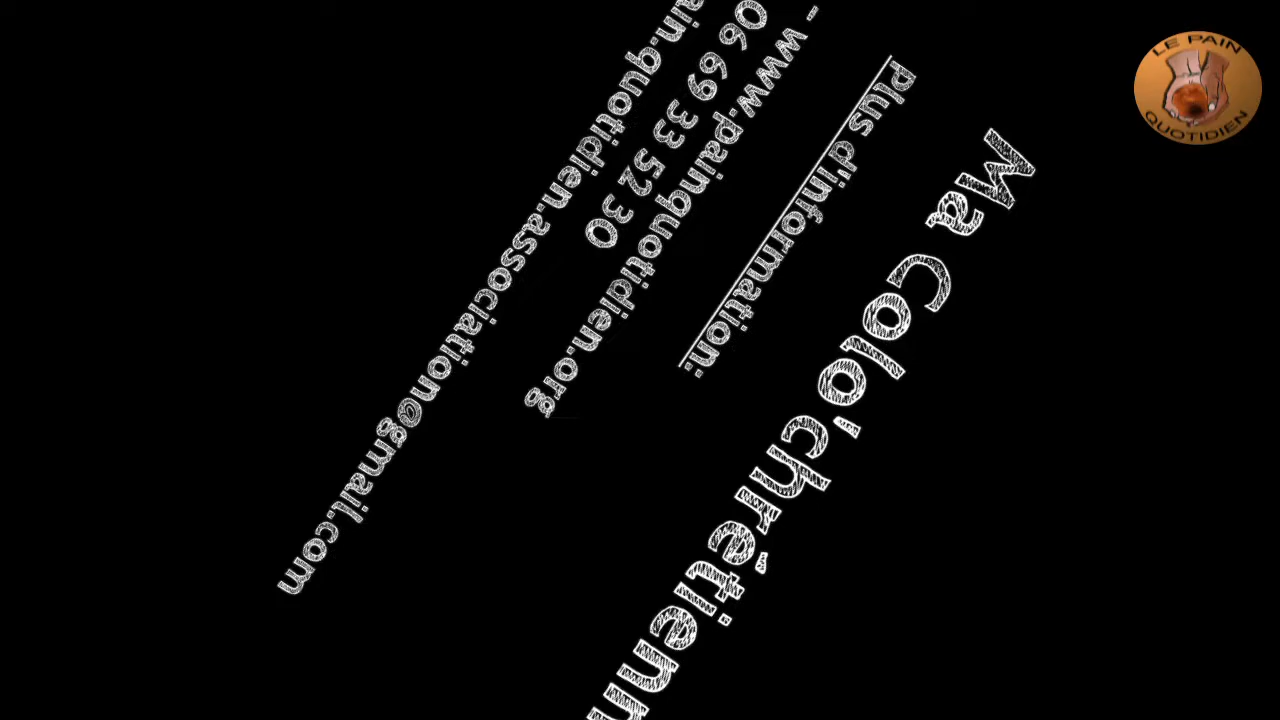 Ma Colo'chrétienn
Plus d'information:
- www.painquotidien.org
06 69 33 52 30
ain.quotidien.association@gmail.com
LE PAIN
QUOTIDIEN